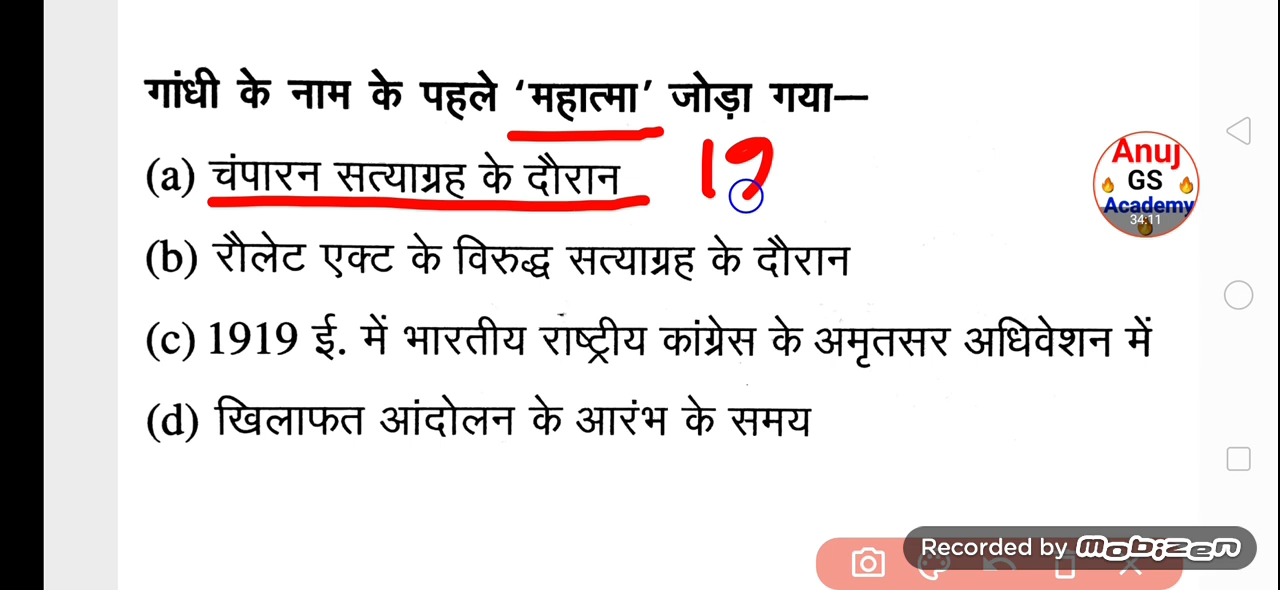 गांधी के नाम के पहले ‘महात्मा’ जोड़ा गया—
(a) चंपारन सत्याग्रह के दौरान
19
(b) रौलेट एक्ट के विरुद्ध सत्याग्रह के दौरान
(c) 1919 ई. में भारतीय राष्ट्रीय कांग्रेस के अमृतसर अधिवेशन में
(d) खिलाफत आंदोलन के आरंभ के समय
Anuj
GS
Academy
34:11
Recorded by Mobizen